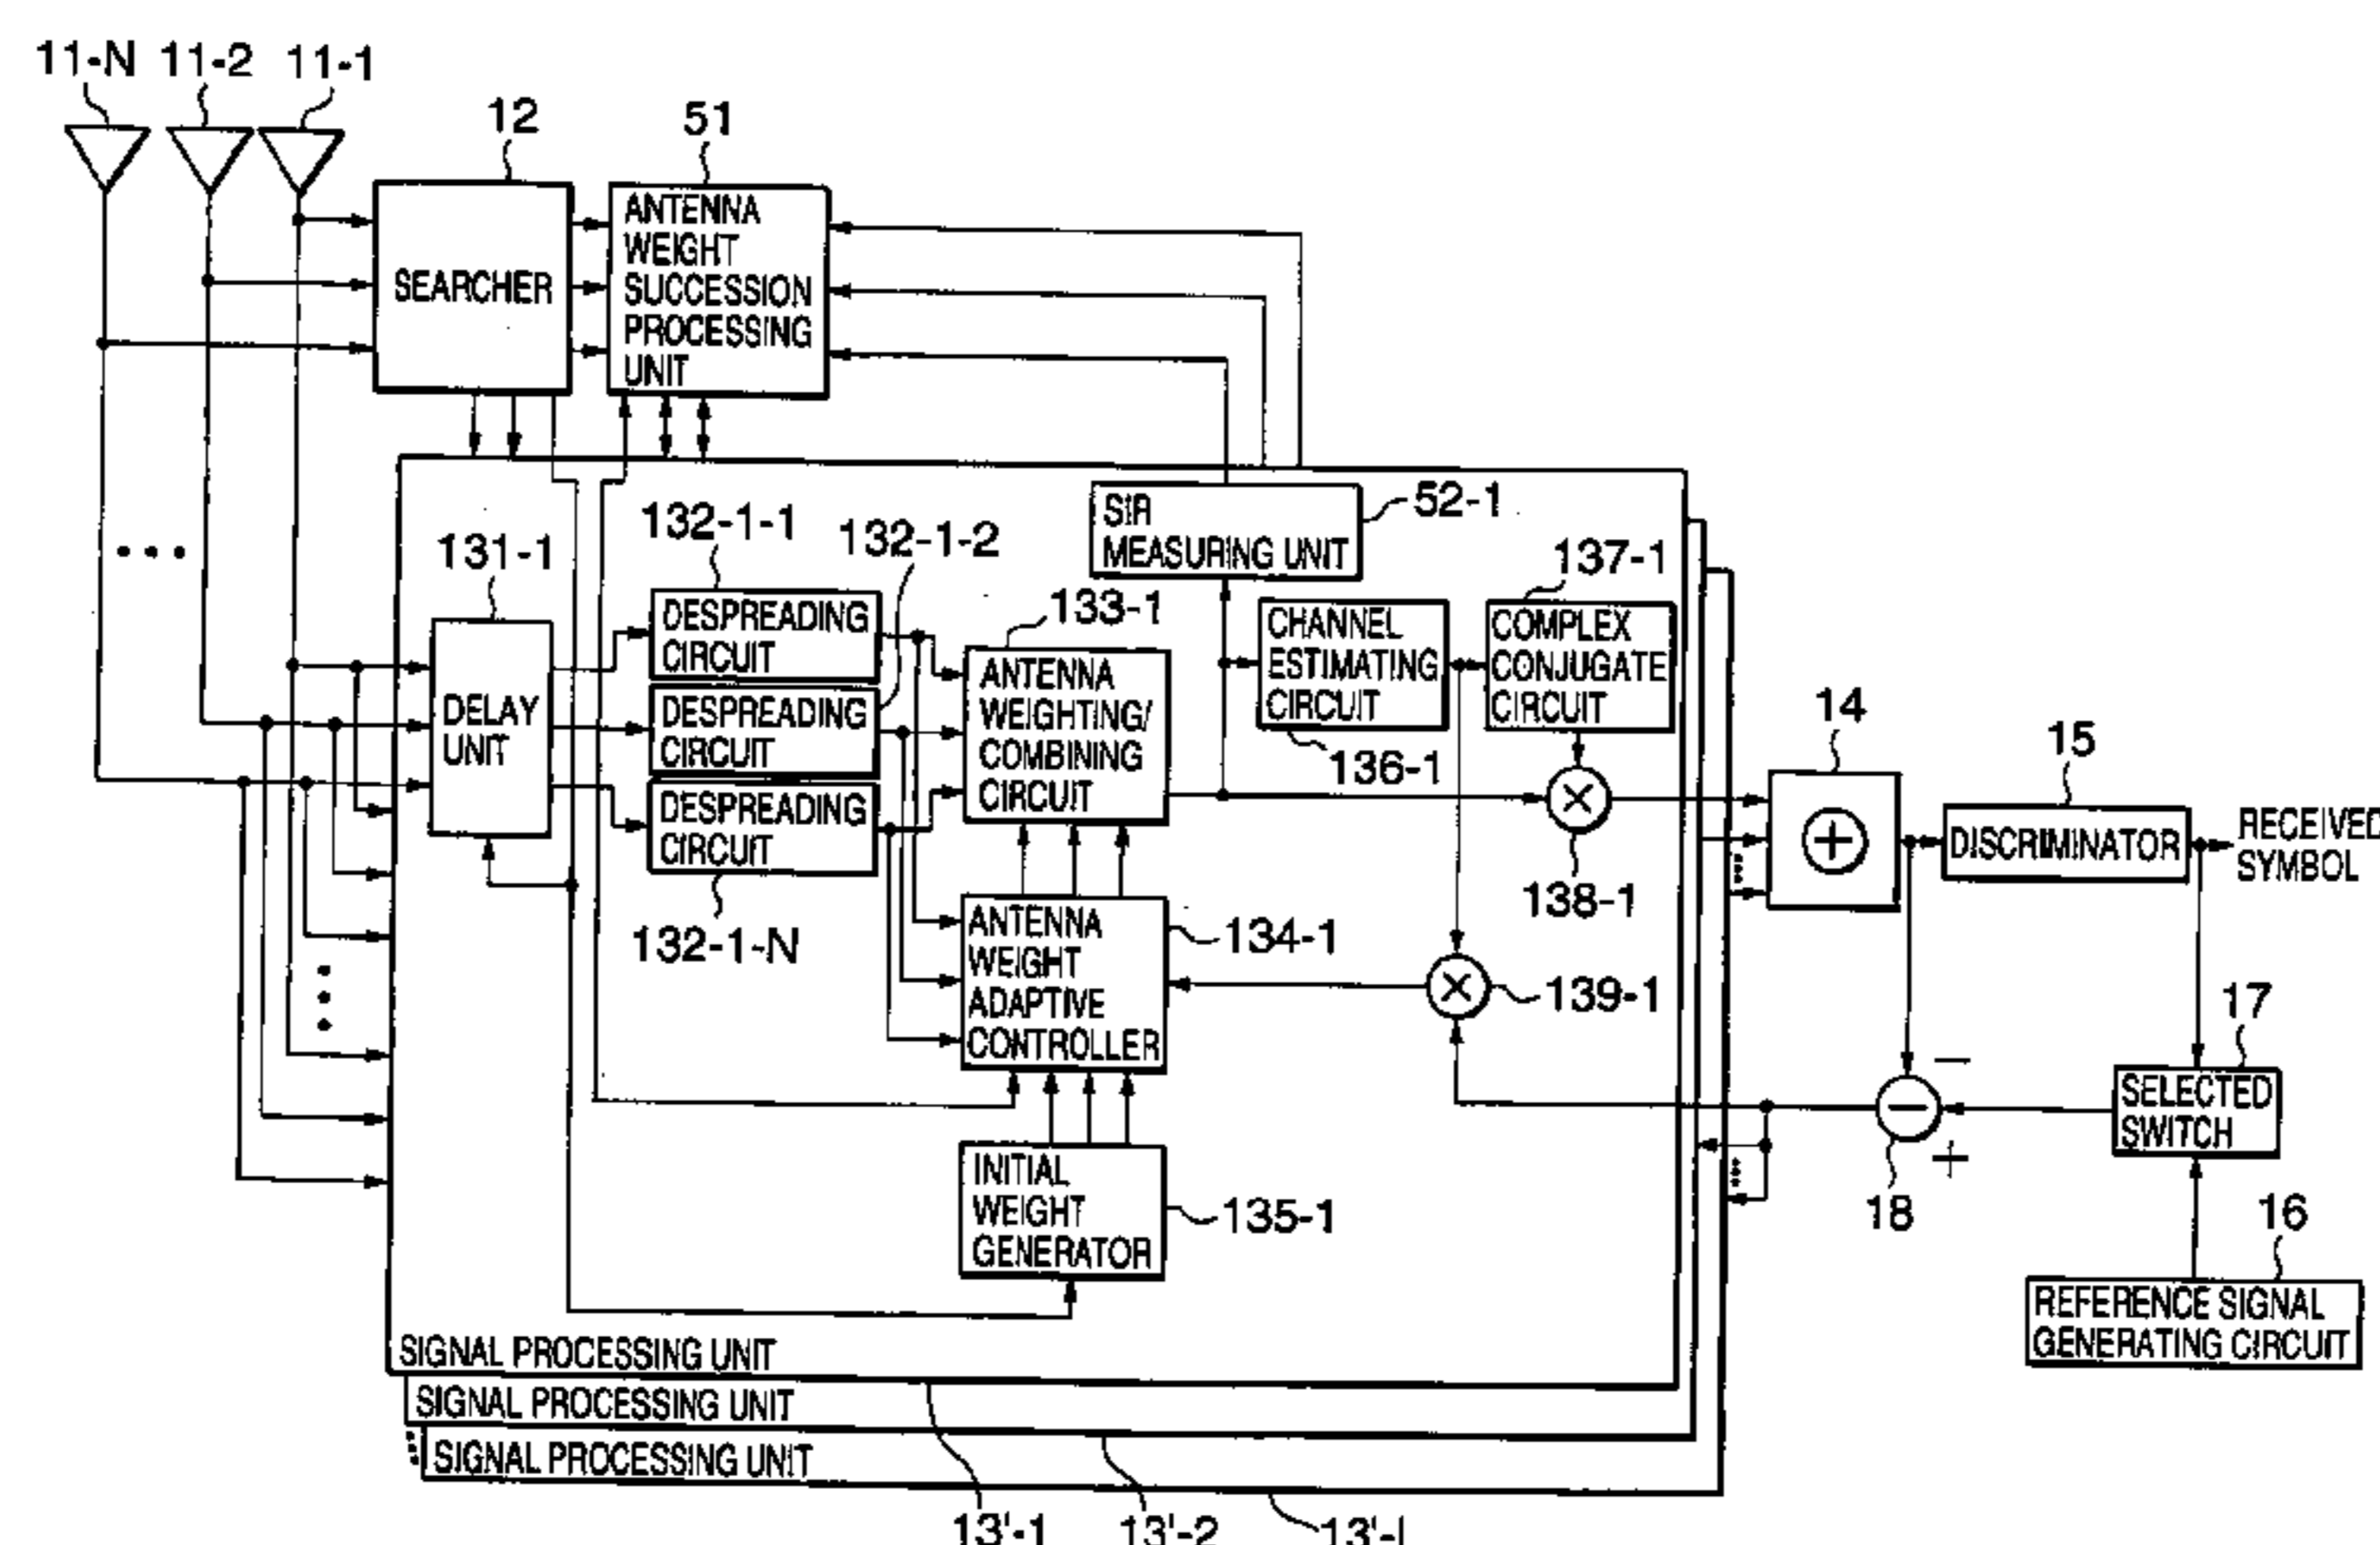 11-N 11-2 11-1
12
51
SEARCHER
ANTENNA
WEIGHT
SUCCESSION
PROCESSING
UNIT
131-1
DELAY
UNIT
132-1-1
DESPREADING
CIRCUIT
132-1-2
DESPREADING
CIRCUIT
DESPREADING
CIRCUIT
132-1-N
133-1
ANTENNA
WEIGHTING/
COMBINING
CIRCUIT
SIR
MEASURING UNIT
52-1
CHANNEL
ESTIMATING
CIRCUIT
136-1
137-1
COMPLEX
CONJUGATE
CIRCUIT
138-1
ANTENNA
WEIGHT
ADAPTIVE
CONTROLLER
134-1
139-1
INITIAL
WEIGHT
GENERATOR
135-1
14
15
DISCRIMINATOR
RECEIVED
SYMBOL
17
SELECTED
SWITCH
18
16
REFERENCE SIGNAL
GENERATING CIRCUIT
SIGNAL PROCESSING UNIT
SIGNAL PROCESSING UNIT
SIGNAL PROCESSING UNIT
13'-1 13'-2